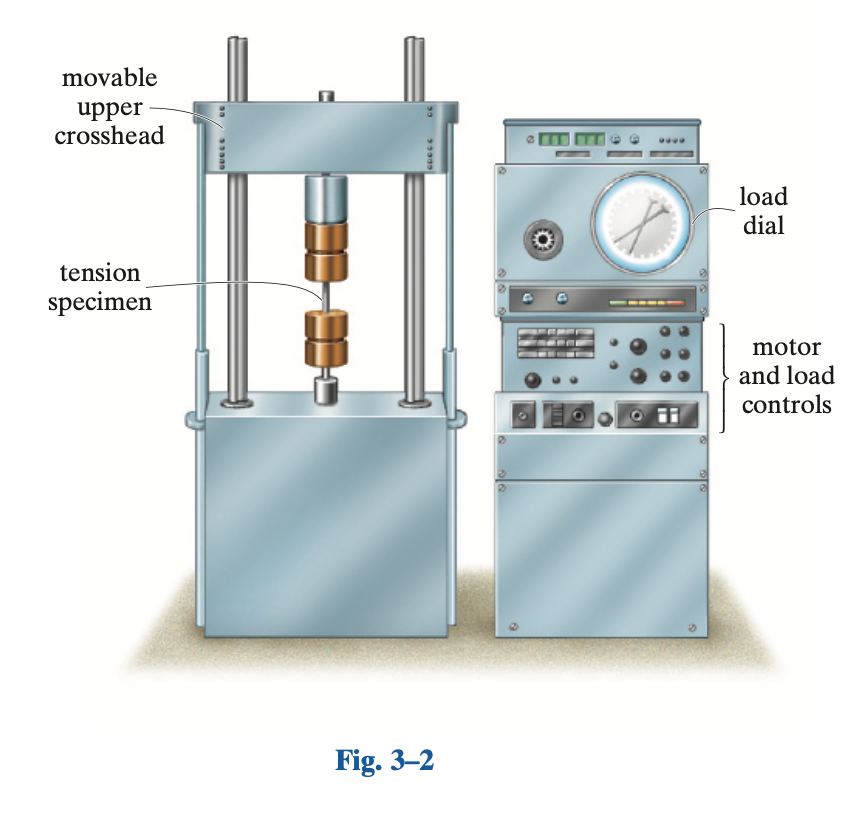 movable
upper
crosshead
tension
specimen
load
dial
motor
and load
controls
Fig. 3–2